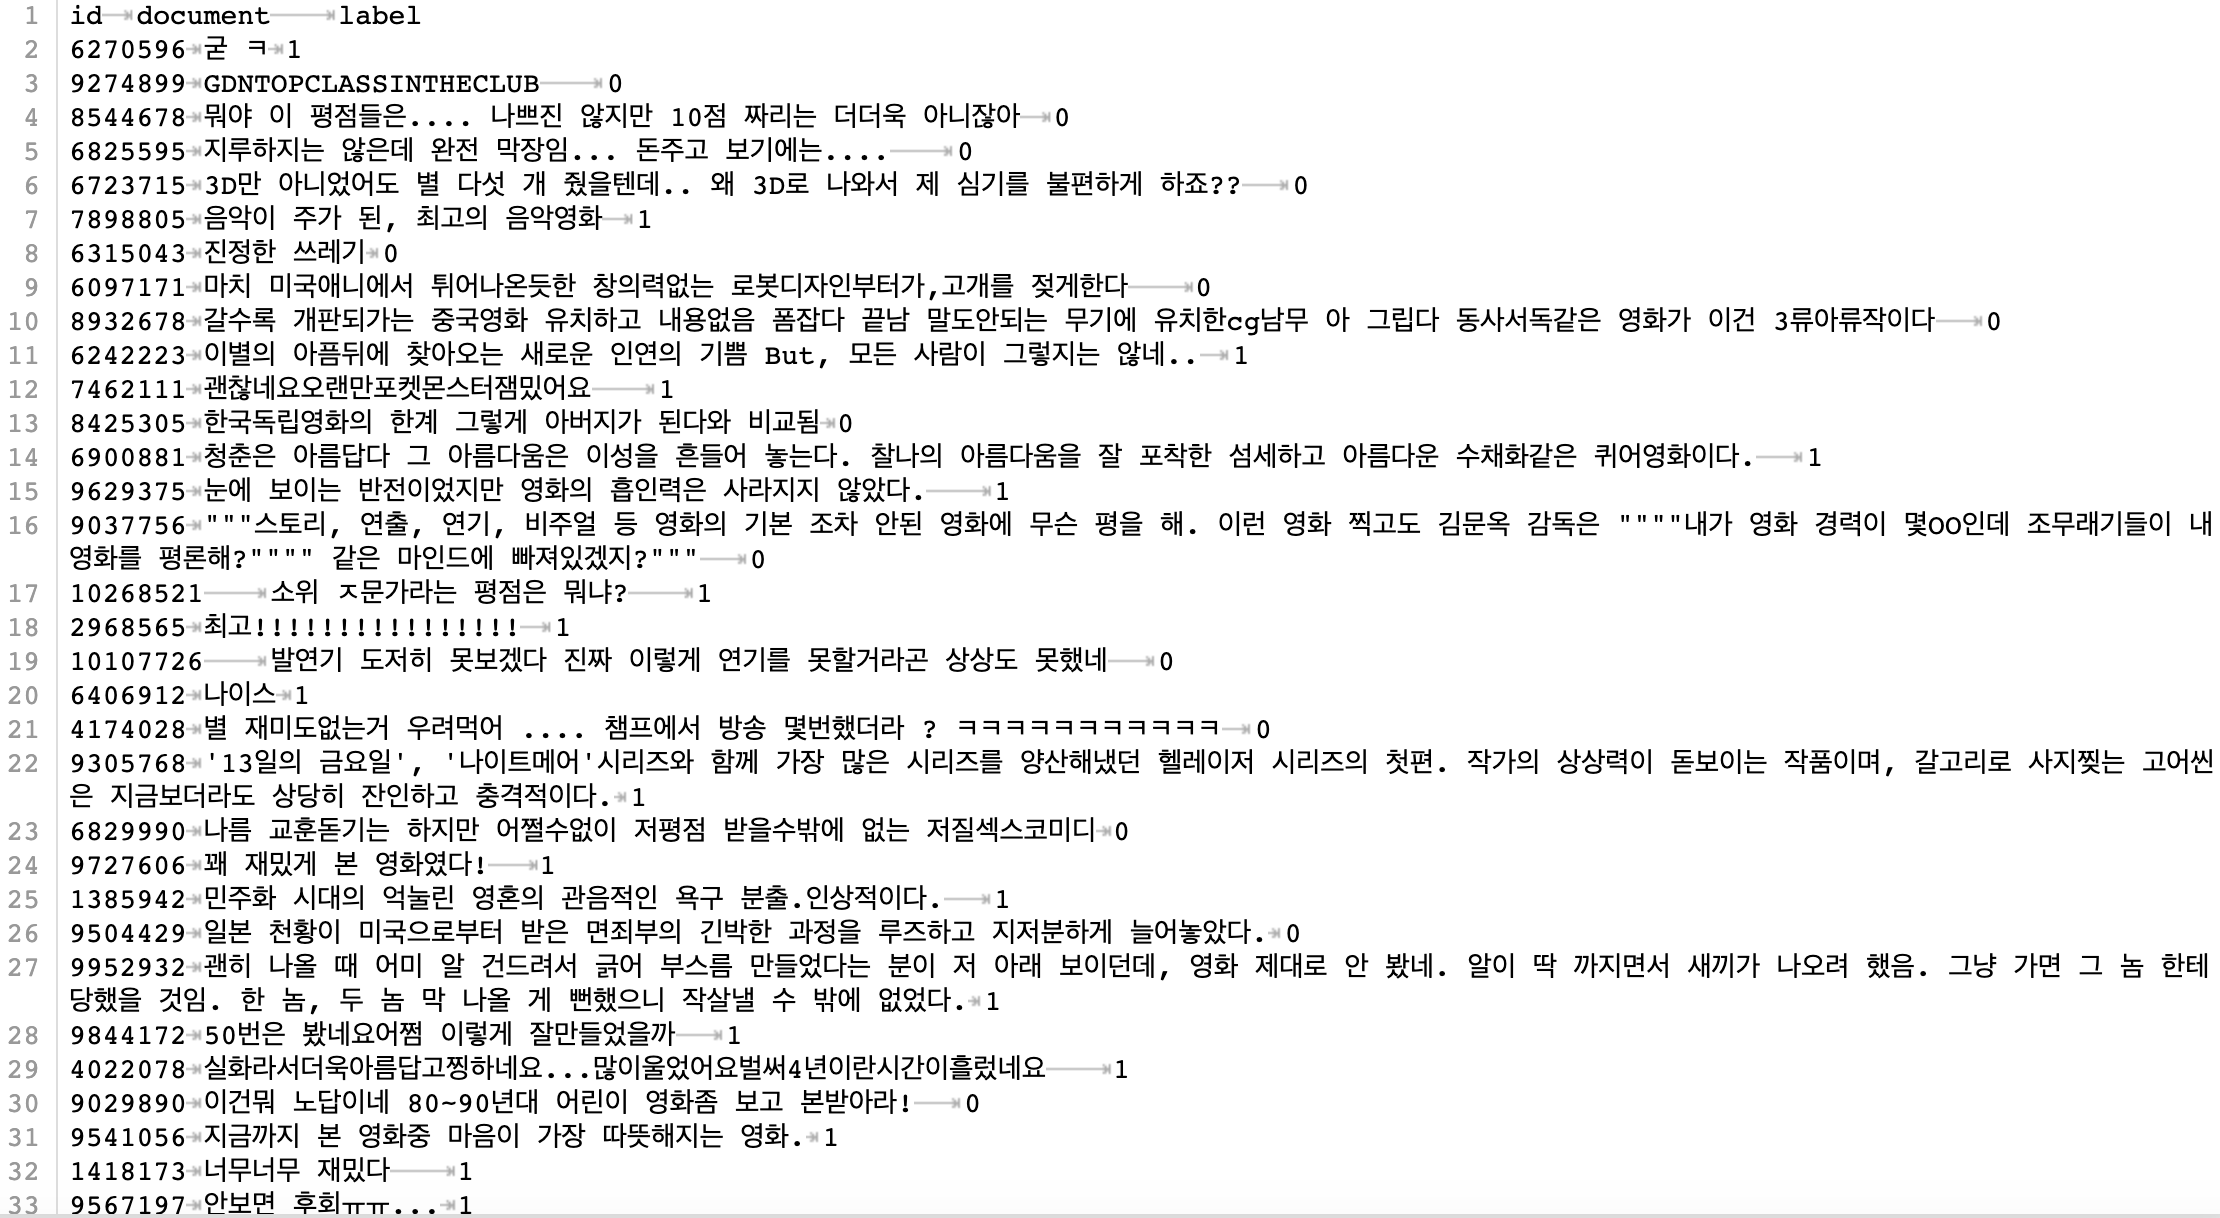 1 id document label
2 6270596 굳 ㅋ 1
3 9274899 GDNTOPCLASSINTHECLUB 0
4 8544678 뭐야 이 평점들은.... 나쁘진 않지만 10점 짜리는 더더욱 아니잖아 0
5 6825595 지루하지는 않은데 완전 막장임... 돈주고 보기에는.... 0
6 6723715 3D만 아니었어도 별 다섯 개 줬을텐데.. 왜 3D로 나와서 제 심기를 불편하게 하죠?? 0
7 7898805 음악이 주가 된, 최고의 음악영화 1
8 6315043 진정한 쓰레기 0
9 6097171 마치 미국애니에서 튀어나온듯한 창의력없는 로봇디자인부터가,고개를 젖게한다 0
10 8932678 갈수록 개판되가는 중국영화 유치하고 내용없음 폼잡다 끝남 말도안되는 무기에 유치한cg남무 아 그립다 동사서독같은 영화가 이건 3류아류작이다 0
11 6242223 이별의 아픔뒤에 찾아오는 새로운 인연의 기쁨 But, 모든 사람이 그렇지는 않네.. 1
12 7462111 괜찮네요오랜만포켓몬스터잼밌어요 1
13 8425305 한국독립영화의 한계 그렇게 아버지가 된다와 비교됨 0
14 6900881 청춘은 아름답다 그 아름다움은 이성을 흔들어 놓는다. 찰나의 아름다움을 잘 포착한 섬세하고 아름다운 수채화같은 퀴어영화이다. 1
15 9629375 눈에 보이는 반전이었지만 영화의 흡인력은 사라지지 않았다. 1
16 9037756 """스토리, 연출, 연기, 비주얼 등 영화의 기본 조차 안된 영화에 무슨 평을 해. 이런 영화 찍고도 김문옥 감독은 """"내가 영화 경력이 몇OO인데 조무래기들이 내
영화를 평론해?"""" 같은 마인드에 빠져있겠지?""" 0
17 10268521 소위 ㅈ문가라는 평점은 뭐냐? 1
18 2968565 최고!!!!!!!!!!!!!!!! 1
19 10107726 발연기 도저히 못보겠다 진짜 이렇게 연기를 못할거라곤 상상도 못했네 0
20 6406912 나이스 1
21 4174028 별 재미도없는거 우려먹어 .... 챔프에서 방송 몇번했더라 ? ㅋㅋㅋㅋㅋㅋㅋㅋㅋㅋㅋ 0
22 9305768 '13일의 금요일', '나이트메어'시리즈와 함께 가장 많은 시리즈를 양산해냈던 헬레이저 시리즈의 첫편. 작가의 상상력이 돋보이는 작품이며, 갈고리로 사지찢는 고어씬
은 지금보더라도 상당히 잔인하고 충격적이다. 1
23 6829990 나름 교훈돋기는 하지만 어쩔수없이 저평점 받을수밖에 없는 저질섹스코미디 0
24 9727606 꽤 재밌게 본 영화였다! 1
25 1385942 민주화 시대의 억눌린 영혼의 관음적인 욕구 분출.인상적이다. 1
26 9504429 일본 천황이 미국으로부터 받은 면죄부의 긴박한 과정을 루즈하고 지저분하게 늘어놓았다. 0
27 9952932 괜히 나올 때 어미 알 건드려서 긁어 부스름 만들었다는 분이 저 아래 보이던데, 영화 제대로 안 봤네. 알이 딱 까지면서 새끼가 나오려 했음. 그냥 가면 그 놈 한테
당했을 것임. 한 놈, 두 놈 막 나올 게 뻔했으니 작살낼 수 밖에 없었다. 1
28 9844172 50번은 봤네요어쩜 이렇게 잘만들었을까 1
29 4022078 실화라서더욱아름답고찡하네요...많이울었어요벌써4년이란시간이흘렀네요 1
30 9029890 이건뭐 노답이네 80~90년대 어린이 영화좀 보고 본받아라! 0
31 9541056 지금까지 본 영화중 마음이 가장 따뜻해지는 영화. 1
32 1418173 너무너무 재밌다 1
33 9567197 안보면 후회ㅠㅠ... 1